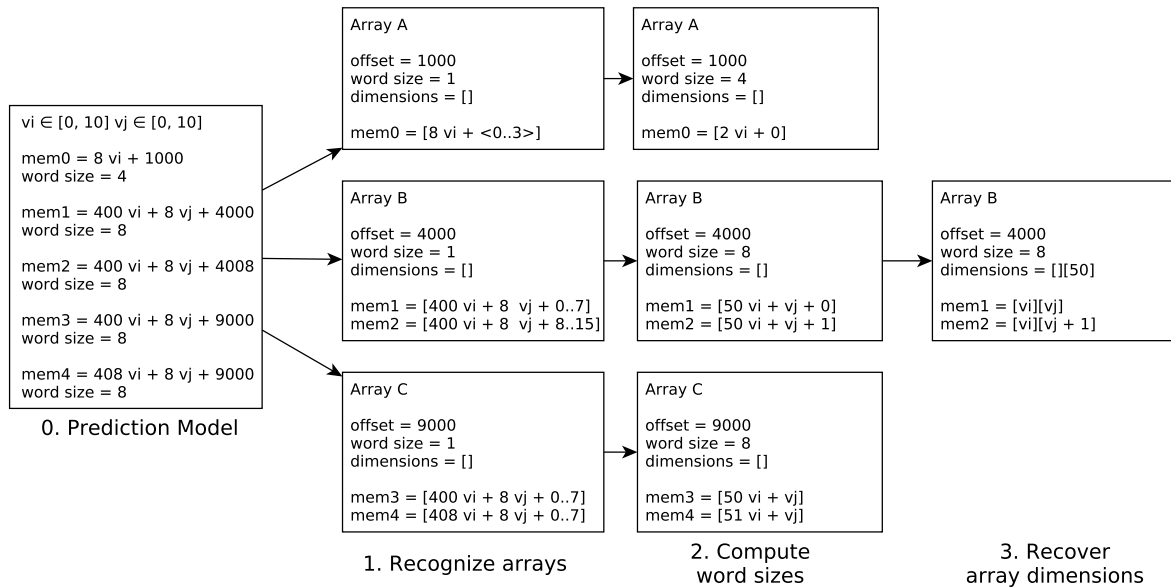 vi ∈ [0, 10] vj ∈ [0, 10]
mem0 = 8 vi + 1000
word size = 4
mem1 = 400 vi + 8 vj + 4000
word size = 8
mem2 = 400 vi + 8 vj + 4008
word size = 8
mem3 = 400 vi + 8 vj + 9000
word size = 8
mem4 = 408 vi + 8 vj + 9000
word size = 8
0. Prediction Model
Array A
offset = 1000
word size = 1
dimensions = []
mem0 = [8 vi + <0..3>]
Array B
offset = 4000
word size = 1
dimensions = []
mem1 = [400 vi + 8  vj + 0..7]
mem2 = [400 vi + 8  vj + 8..15]
Array C
offset = 9000
word size = 1
dimensions = []
mem3 = [400 vi + 8 vj + 0..7]
mem4 = [408 vi + 8 vj + 0..7]
1. Recognize arrays
Array A
offset = 1000
word size = 4
dimensions = []
mem0 = [2 vi + 0]
Array B
offset = 4000
word size = 8
dimensions = []
mem1 = [50 vi + vj + 0]
mem2 = [50 vi + vj + 1]
Array C
offset = 9000
word size = 8
dimensions = []
mem3 = [50 vi + vj]
mem4 = [51 vi + vj]
2. Compute
word sizes
Array B
offset = 4000
word size = 8
dimensions = [][50]
mem1 = [vi][vj]
mem2 = [vi][vj + 1]
3. Recover
array dimensions